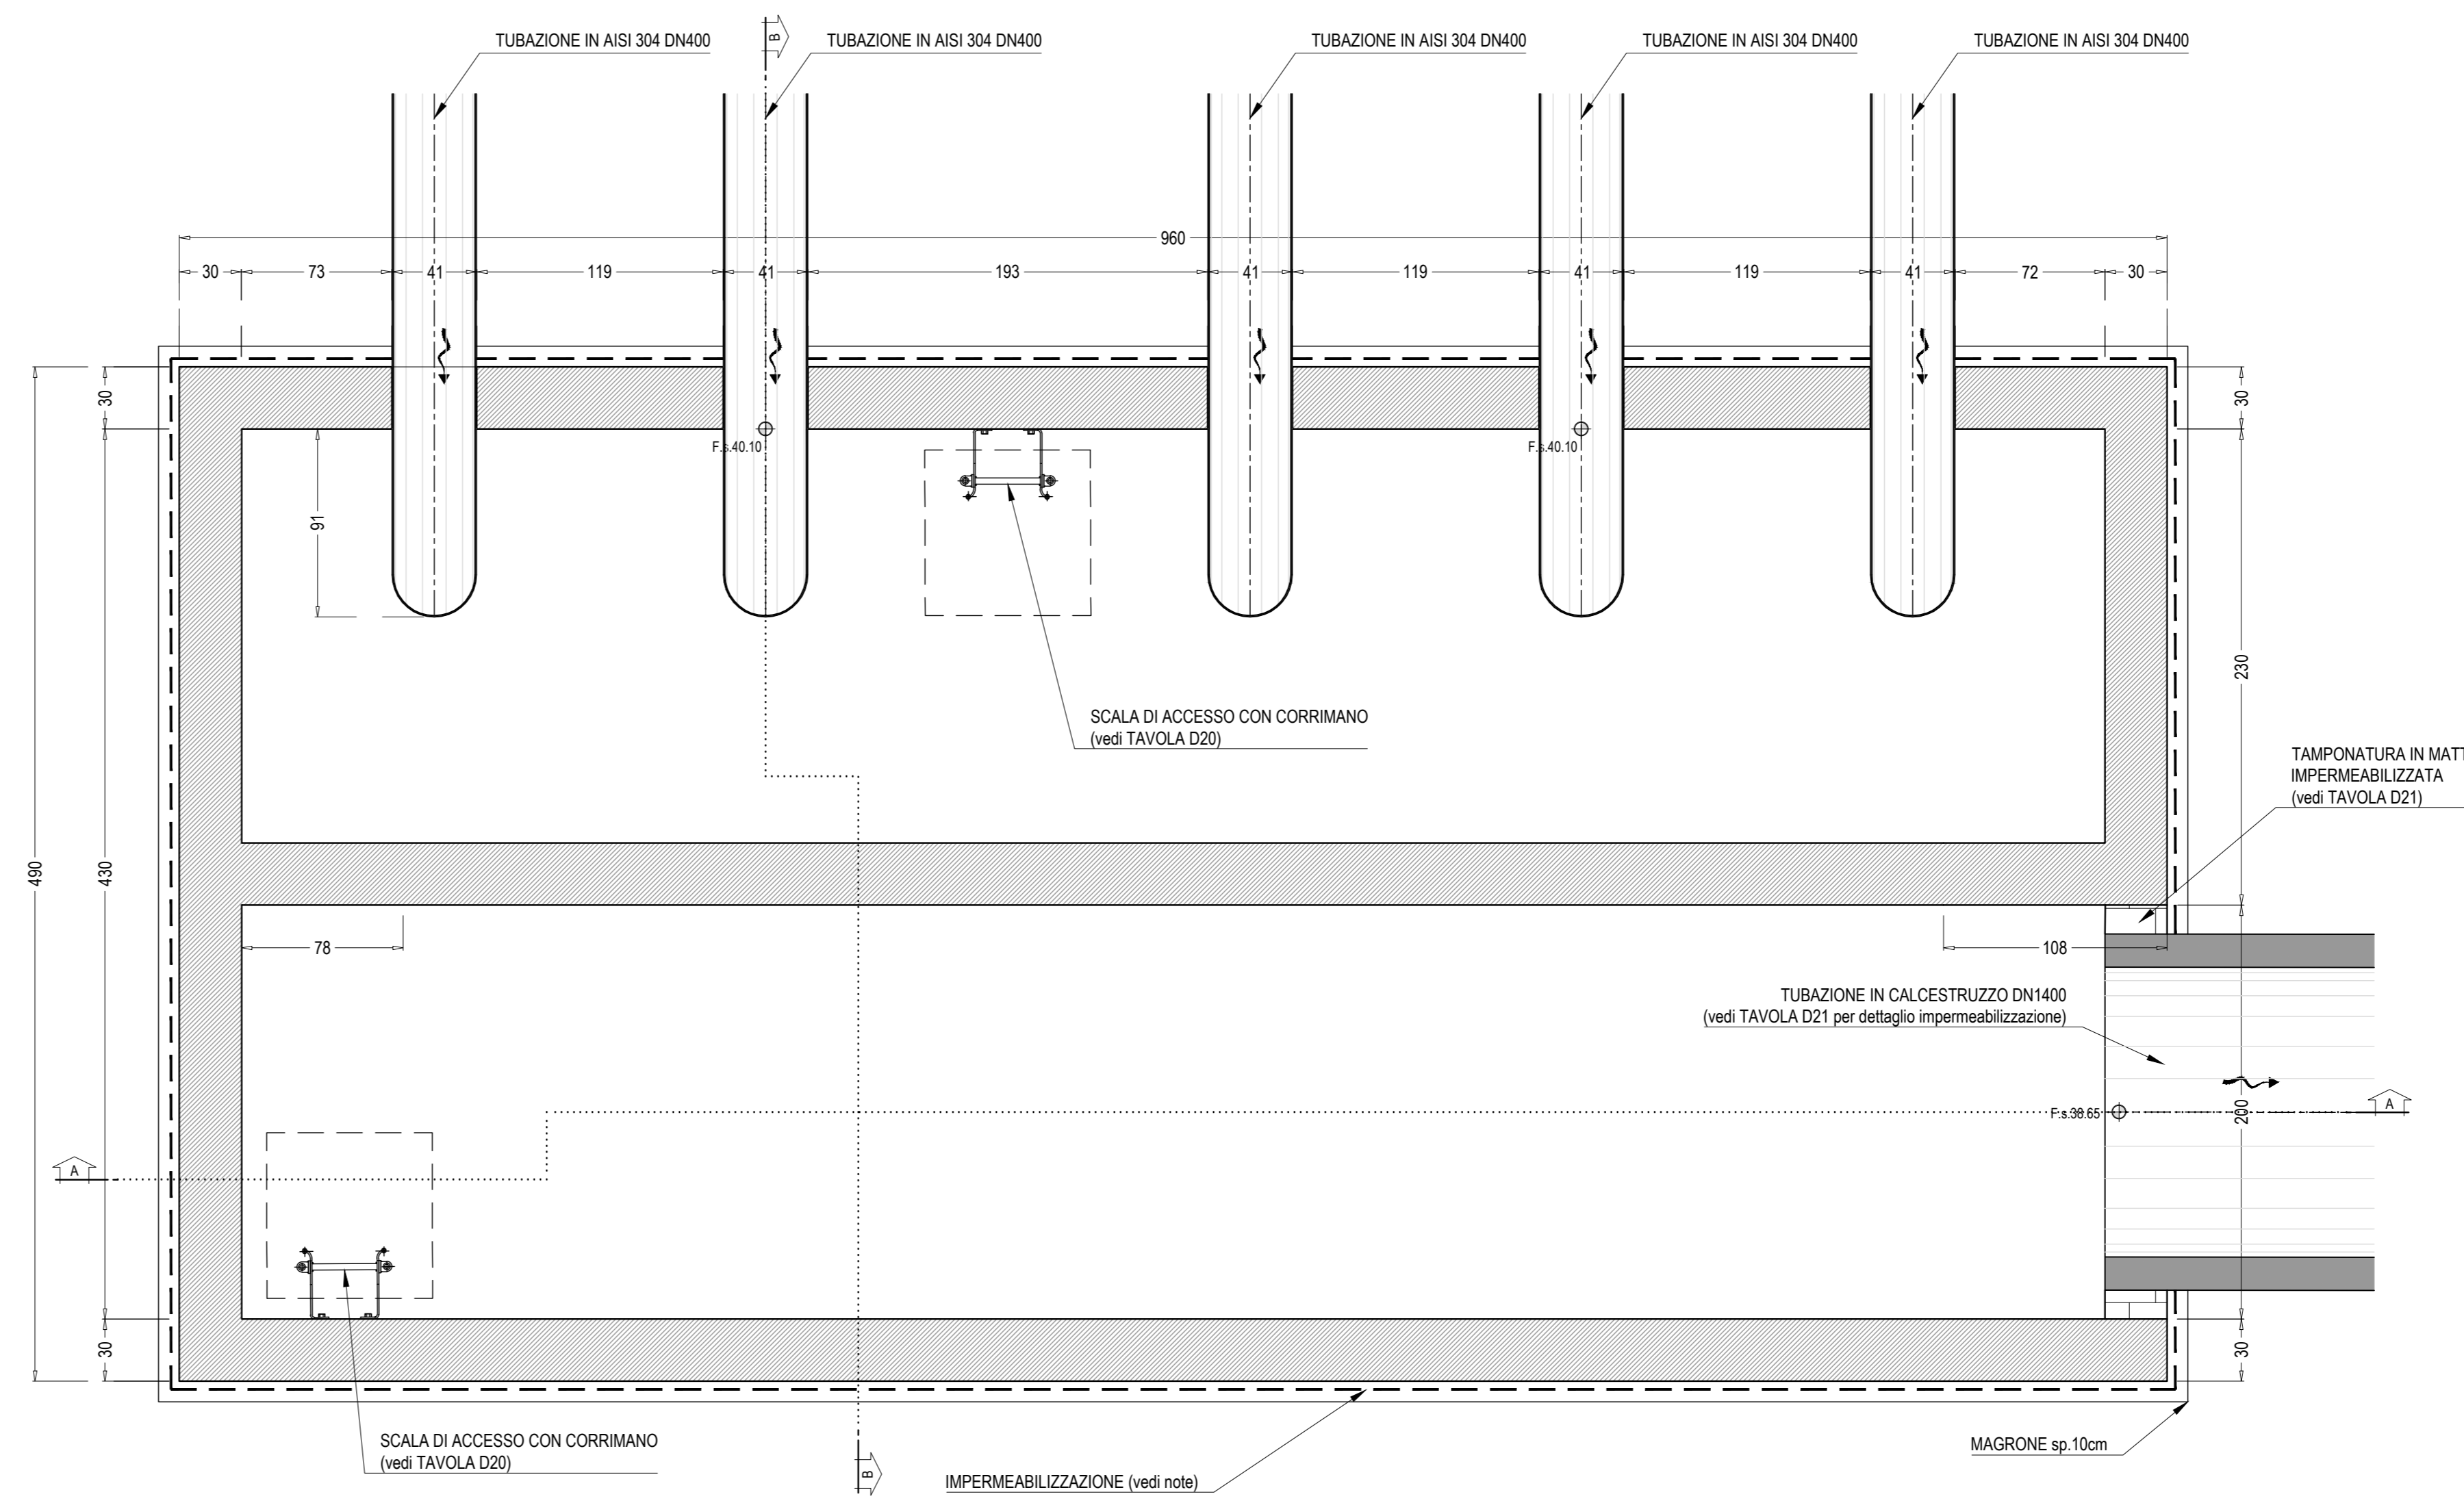 TUBAZIONE IN AISI 304 DN400
B
TUBAZIONE IN AISI 304 DN400
TUBAZIONE IN AISI 304 DN400
TUBAZIONE IN AISI 304 DN400
TUBAZIONE IN AISI 304 DN400
960
30
73
41
119
41
193
41
119
41
119
41
72
30
30
30
F.s.40.10
F.s.40.10
91
230
SCALA DI ACCESSO CON CORRIMANO
(vedi TAVOLA D20)
TAMPONATURA IN MATT
IMPERMEABILIZZATA
(vedi TAVOLA D21)
490
430
78
108
TUBAZIONE IN CALCESTRUZZO DN1400
(vedi TAVOLA D21 per dettaglio impermeabilizzazione)
F.s.38.65
200
A
A
30
30
SCALA DI ACCESSO CON CORRIMANO
(vedi TAVOLA D20)
B
IMPERMEABILIZZAZIONE (vedi note)
MAGRONE sp.10cm